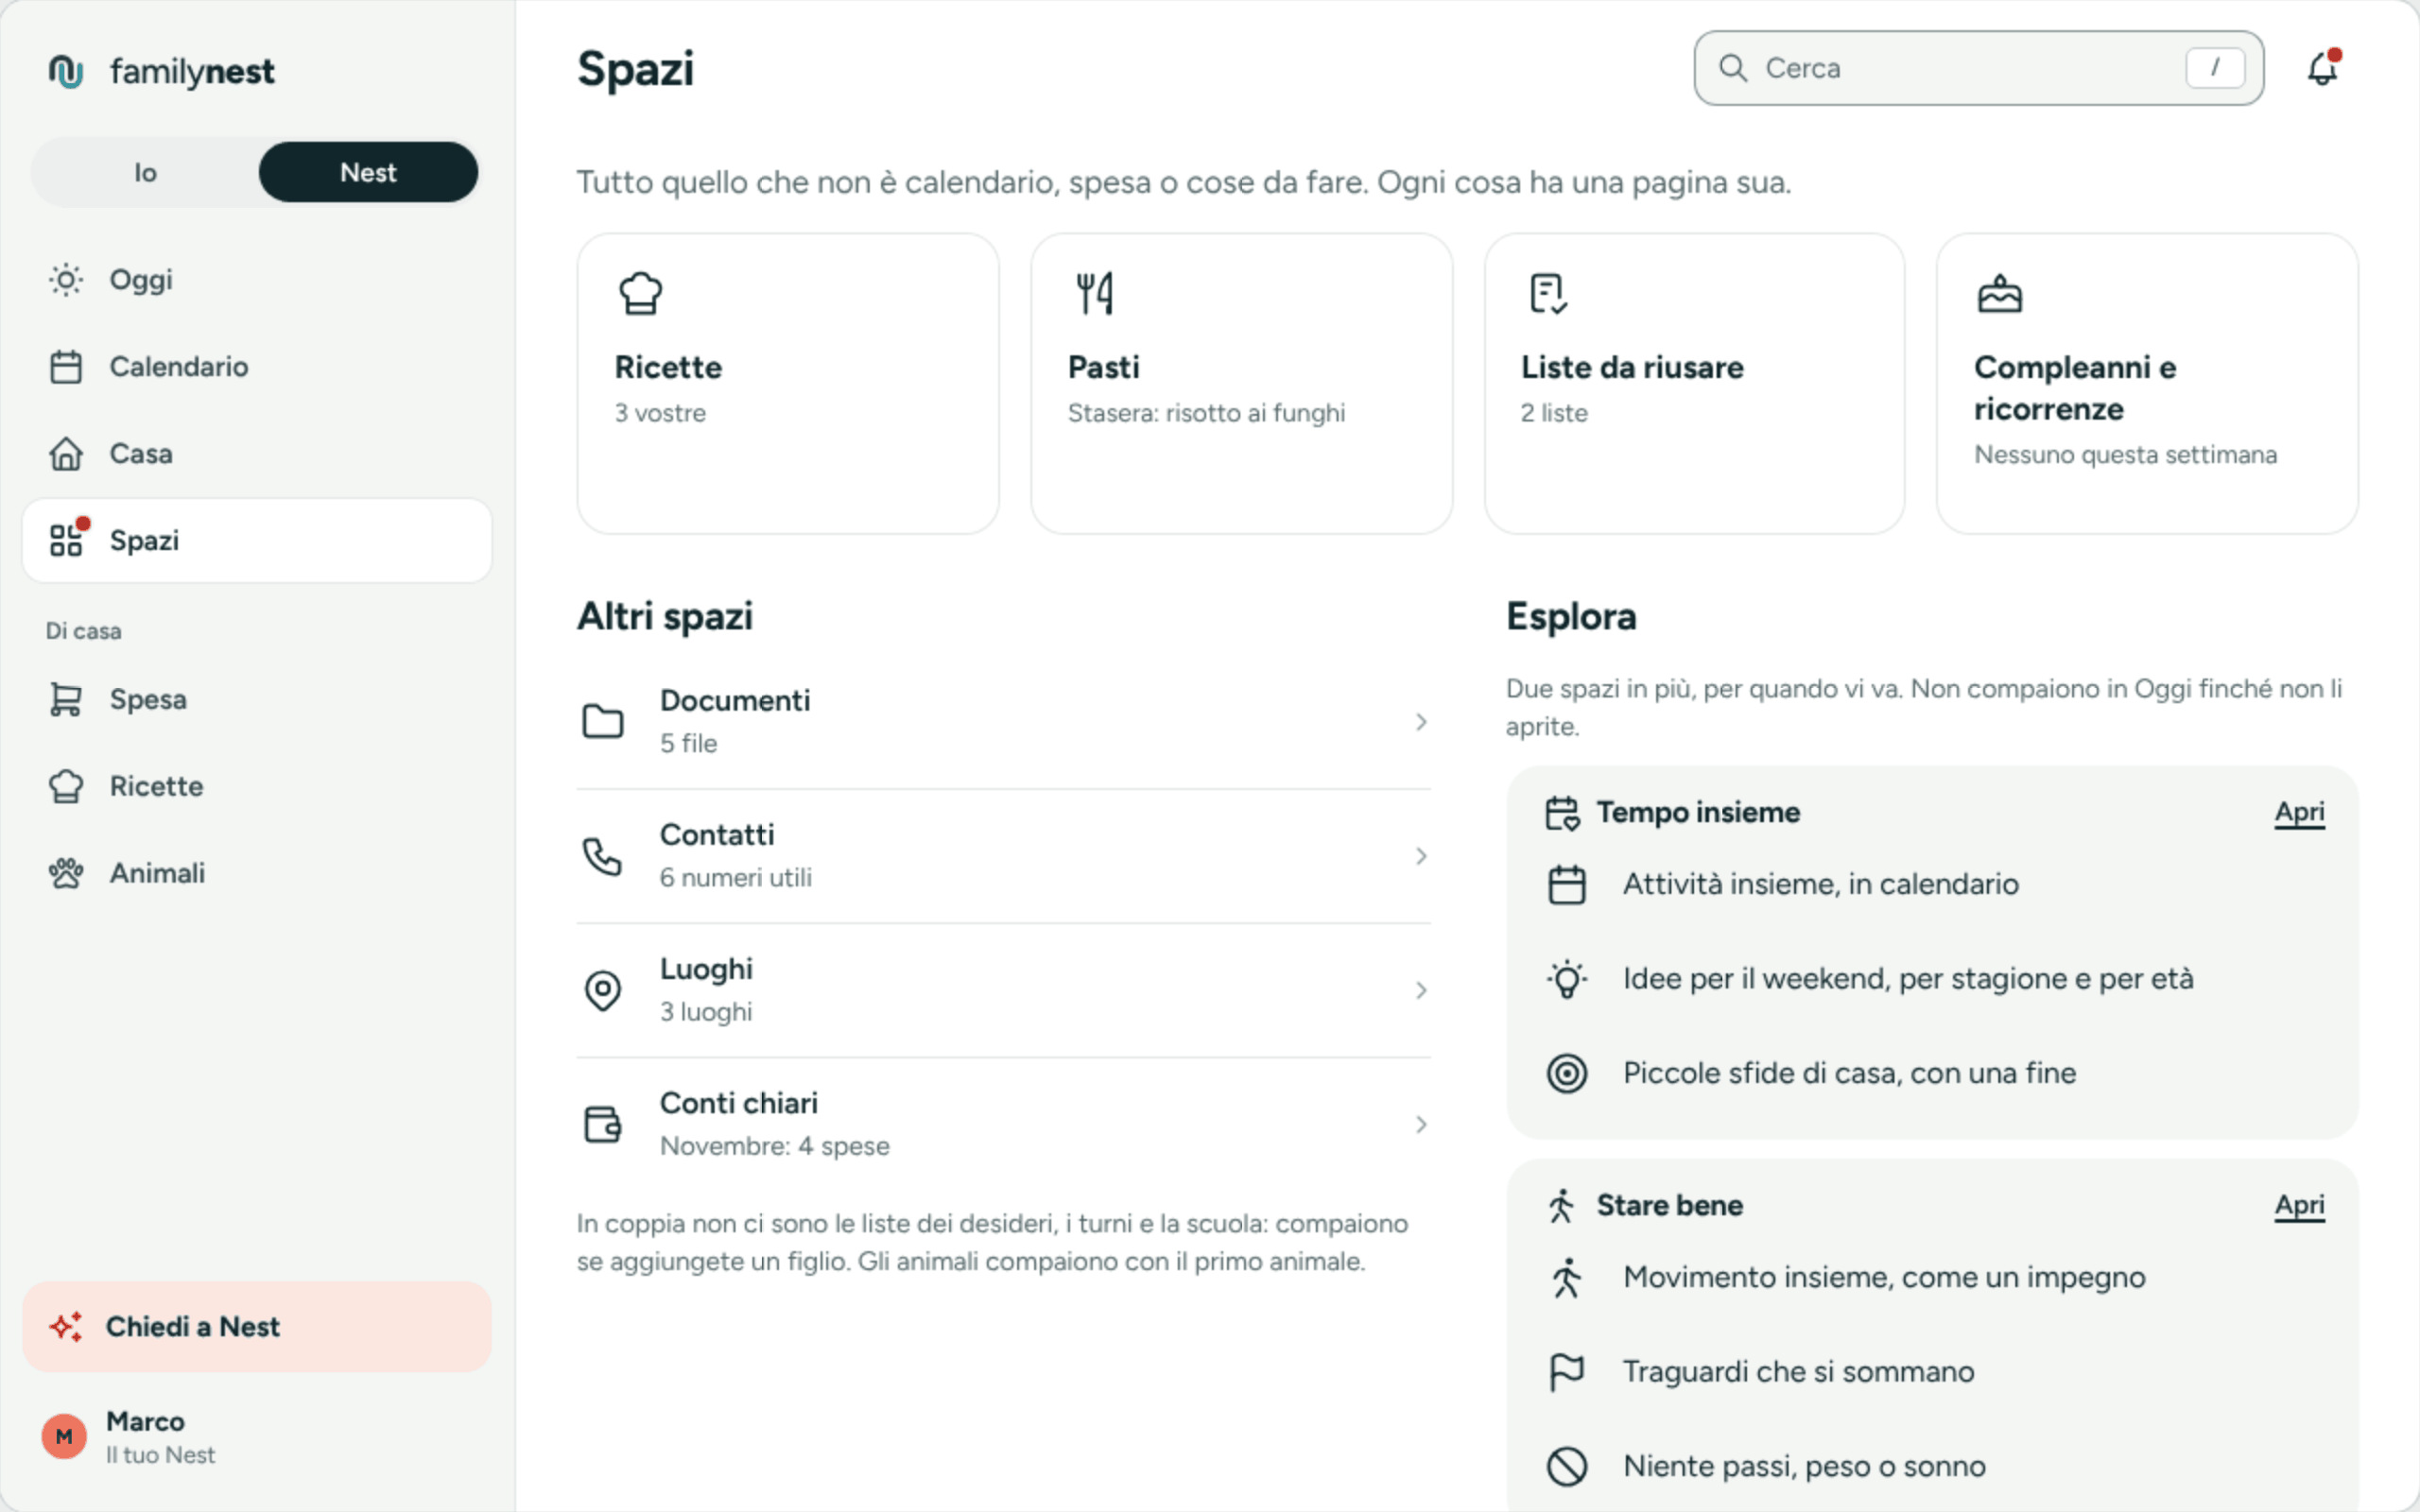 familynest
Io
Nest
Oggi
Calendario
Casa
Spazi
Di casa
Spesa
Ricette
Animali
Chiedi a Nest
M
Marco
Il tuo Nest
Spazi
Cerca
/
Tutto quello che non è calendario, spesa o cose da fare. Ogni cosa ha una pagina sua.
Ricette
3 vostre
Pasti
Stasera: risotto ai funghi
Liste da riusare
2 liste
Compleanni e
ricorrenze
Nessuno questa settimana
Altri spazi
Documenti
5 file
Contatti
6 numeri utili
Luoghi
3 luoghi
Conti chiari
Novembre: 4 spese
In coppia non ci sono le liste dei desideri, i turni e la scuola: compaiono
se aggiungete un figlio. Gli animali compaiono con il primo animale.
Esplora
Due spazi in più, per quando vi va. Non compaiono in Oggi finché non li
aprite.
Tempo insieme
Apri
Attività insieme, in calendario
Idee per il weekend, per stagione e per età
Piccole sfide di casa, con una fine
Stare bene
Apri
Movimento insieme, come un impegno
Traguardi che si sommano
Niente passi, peso o sonno